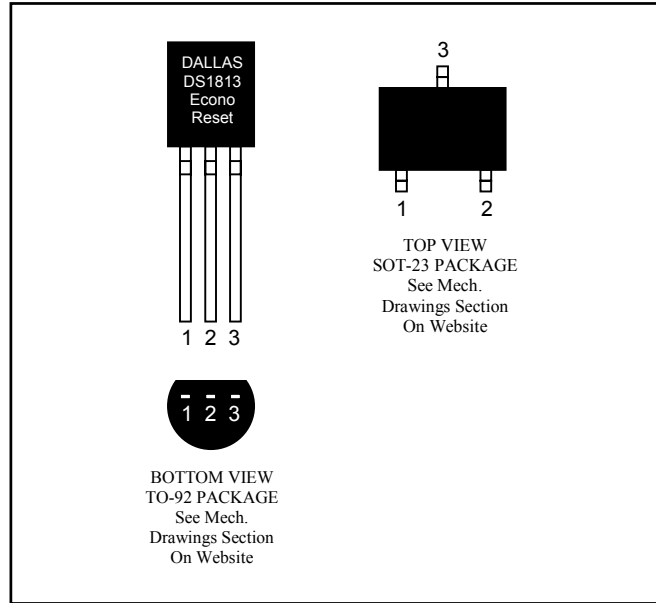 DALLAS
DS1813
Econo
Reset
1 2 3
1 2 3
BOTTOM VIEW
TO-92 PACKAGE
See Mech.
Drawings Section
On Website
3
1 2
TOP VIEW
SOT-23 PACKAGE
See Mech.
Drawings Section
On Website